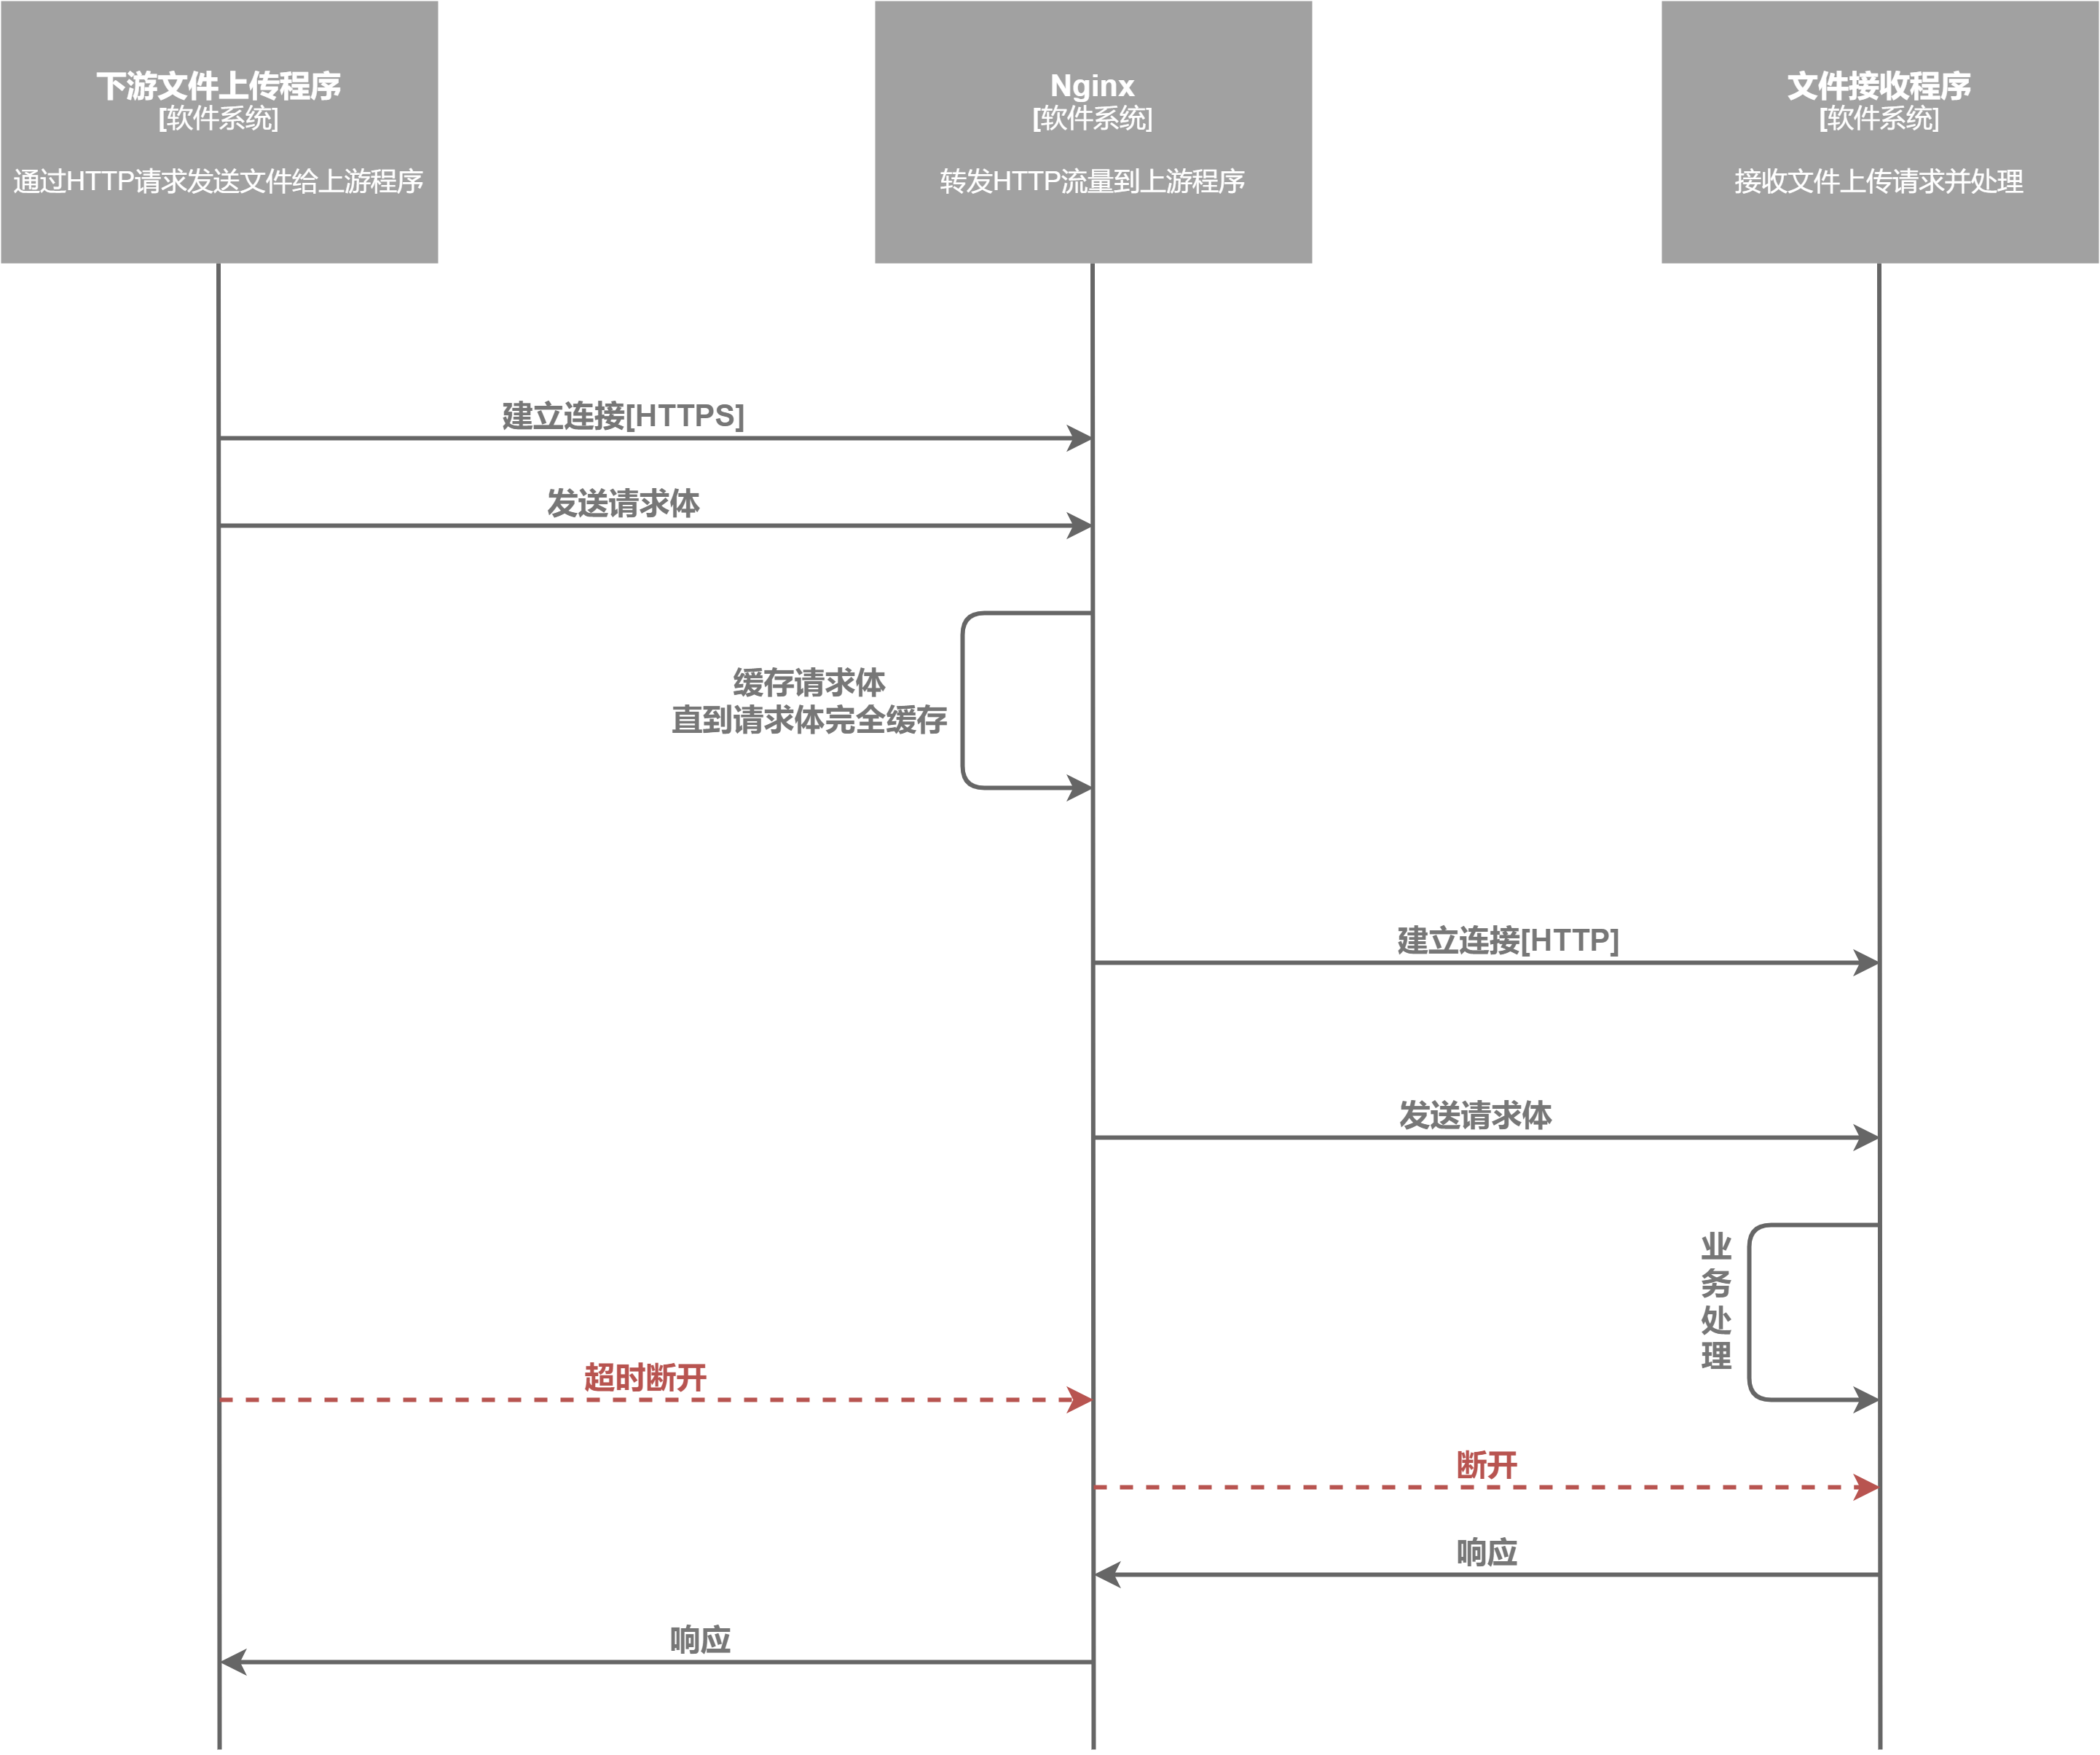 下游文件上传程序
[软件系统]
通过HTTP请求发送文件给上游程序
Nginx
[软件系统]
转发HTTP流量到上游程序
文件接收程序
[软件系统]
接收文件上传请求并处理
建立连接[HTTPS]
发送请求体
缓存请求体
直到请求体完全缓存
建立连接[HTTP]
发送请求体
业
务
处
理
超时断开
断开
响应
响应